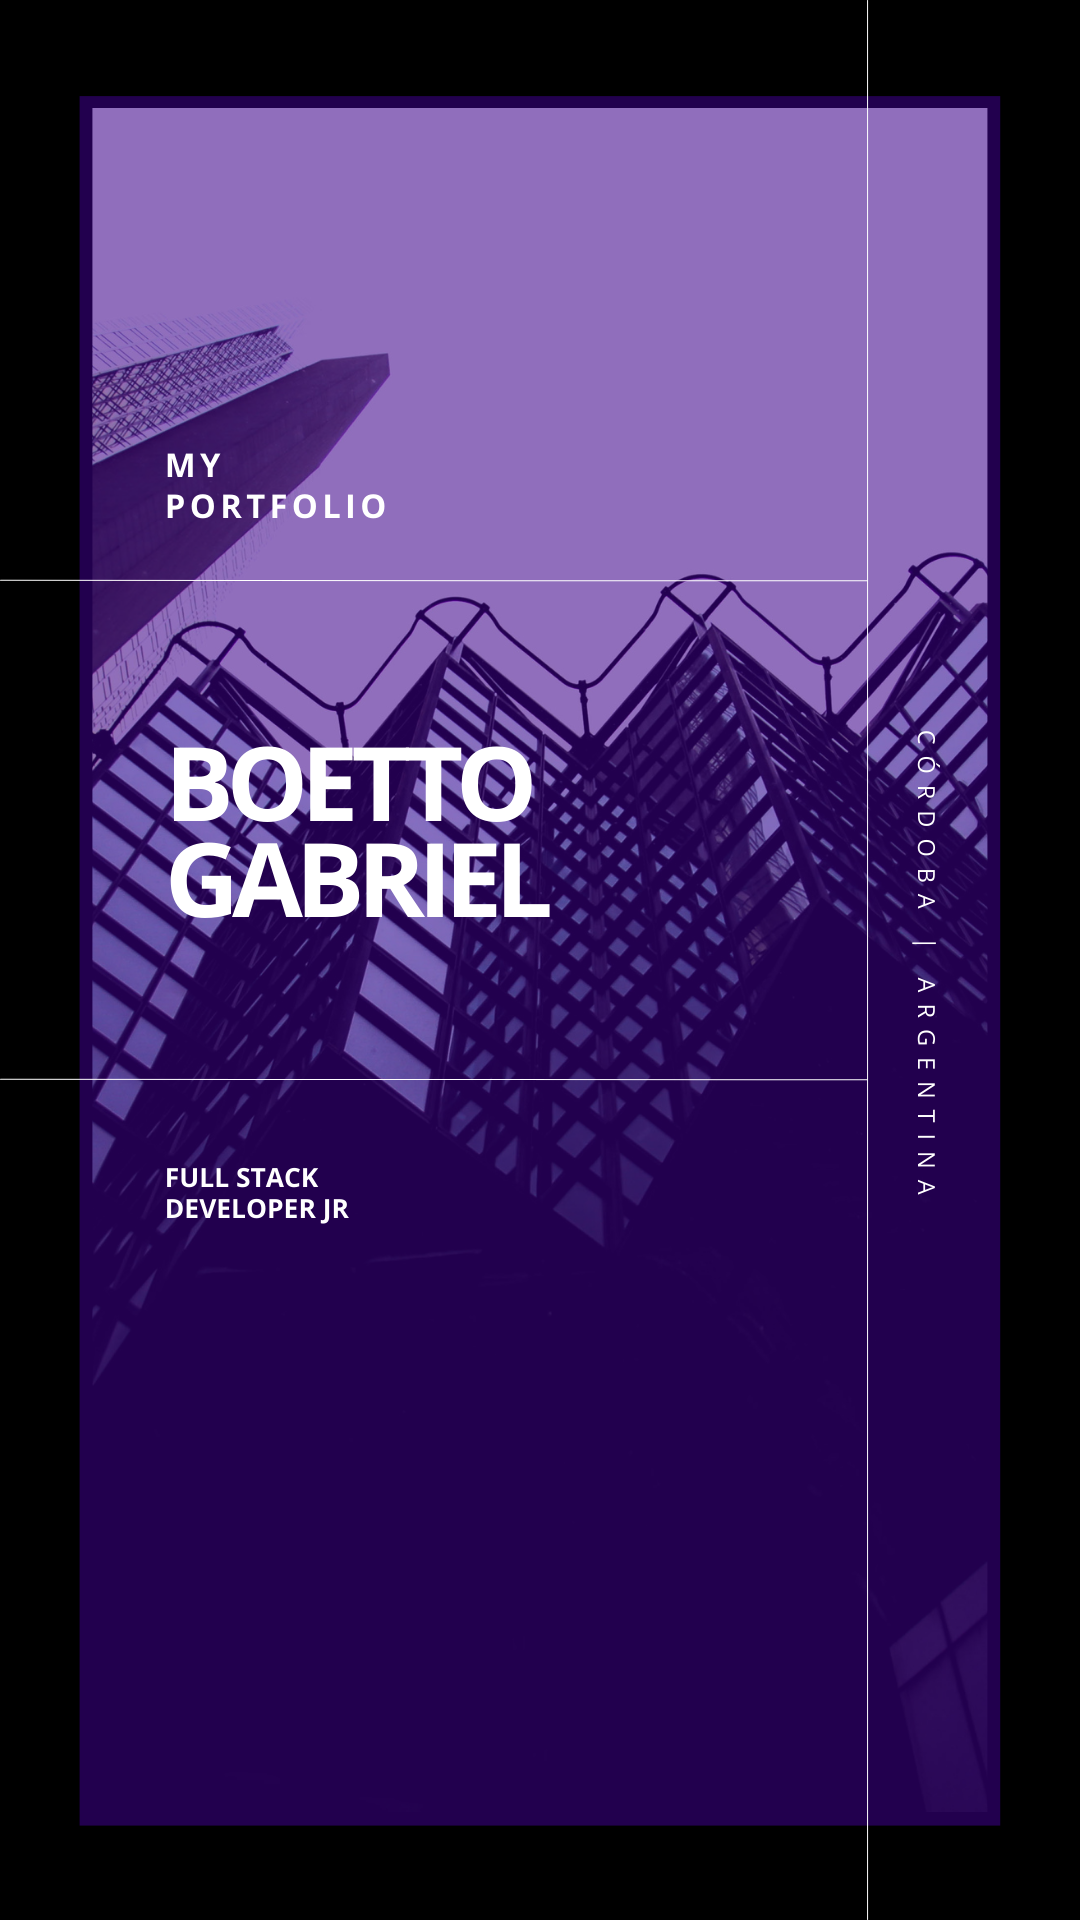 MY
PORTFOLIO
BOETTO
GABRIEL
CÓRDOBA | ARGENTINA
FULL STACK
DEVELOPER JR